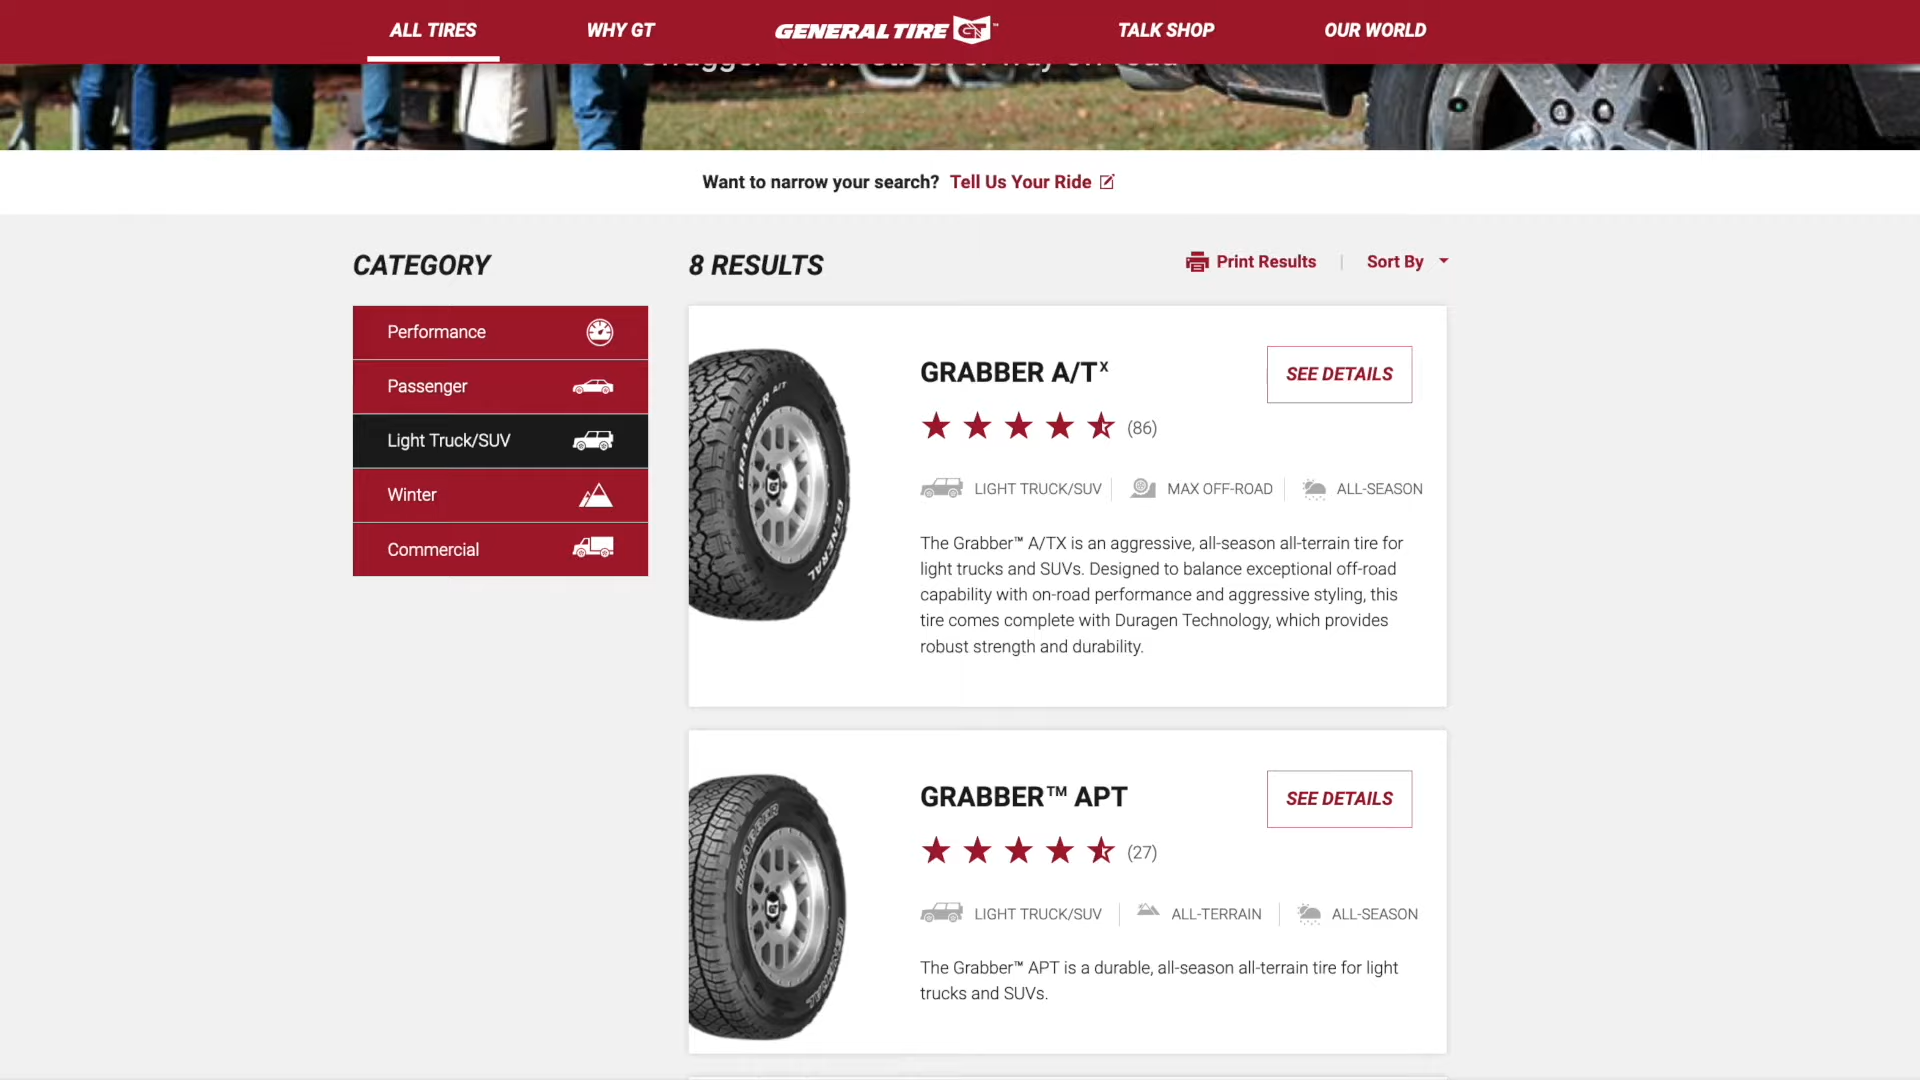 ALL TIRES
WHY GT
GENERAL TIRE GT™
TALK SHOP
OUR WORLD
Want to narrow your search? Tell Us Your Ride
CATEGORY
Performance
Passenger
Light Truck/SUV
Winter
Commercial
8 RESULTS
Print Results | Sort By
GRABBER A/T
GENERAL
GRABBER A/Tˣ
SEE DETAILS
(86)
LIGHT TRUCK/SUV
MAX OFF-ROAD
ALL-SEASON
The Grabber™ A/TX is an aggressive, all-season all-terrain tire for
light trucks and SUVs. Designed to balance exceptional off-road
capability with on-road performance and aggressive styling, this
tire comes complete with Duragen Technology, which provides
robust strength and durability.
GRABBER
GENERAL
GRABBER™ APT
SEE DETAILS
(27)
LIGHT TRUCK/SUV
ALL-TERRAIN
ALL-SEASON
The Grabber™ APT is a durable, all-season all-terrain tire for light
trucks and SUVs.